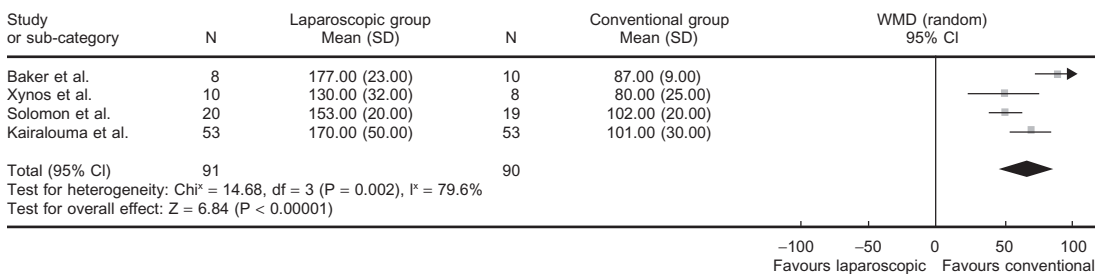 Study Laparoscopic group Conventional group WMD (random)
or sub-category N Mean (SD) N Mean (SD) 95% CI
Baker et al. 8 177.00 (23.00) 10 87.00 (9.00)
Xynos et al. 10 130.00 (32.00) 8 80.00 (25.00)
Solomon et al. 20 153.00 (20.00) 19 102.00 (20.00)
Kairalouma et al. 53 170.00 (50.00) 53 101.00 (30.00)
Total (95% CI) 91 90
Test for heterogeneity: Chiˣ = 14.68, df = 3 (P = 0.002), Iˣ = 79.6%
Test for overall effect: Z = 6.84 (P < 0.00001)
−100 −50 0 50 100
Favours laparoscopic Favours conventional